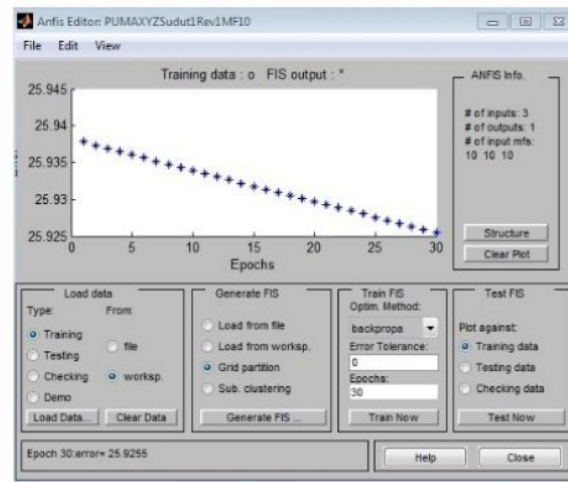 Anfis Editor: PUMAXYZSudut1Rev1MF10
File Edit View
Training data : o FIS output : *
25.945
25.94
25.935
25.93
25.925
0 5 10 15 20 25 30
Epochs
ANFIS Info.
# of inputs: 3
# of outputs: 1
# of input mfs:
10 10 10
Structure
Clear Plot
Load data
Type: From:
Training
Testing
Checking
Demo
file
worksp.
Load Data... Clear Data
Generate FIS
Load from file
Load from worksp.
Grid partition
Sub. clustering
Generate FIS ...
Train FIS
Optim. Method:
backpropa
Error Tolerance:
0
Epochs:
30
Train Now
Test FIS
Plot against:
Training data
Testing data
Checking data
Test Now
Epoch 30:error= 25.9255
Help Close